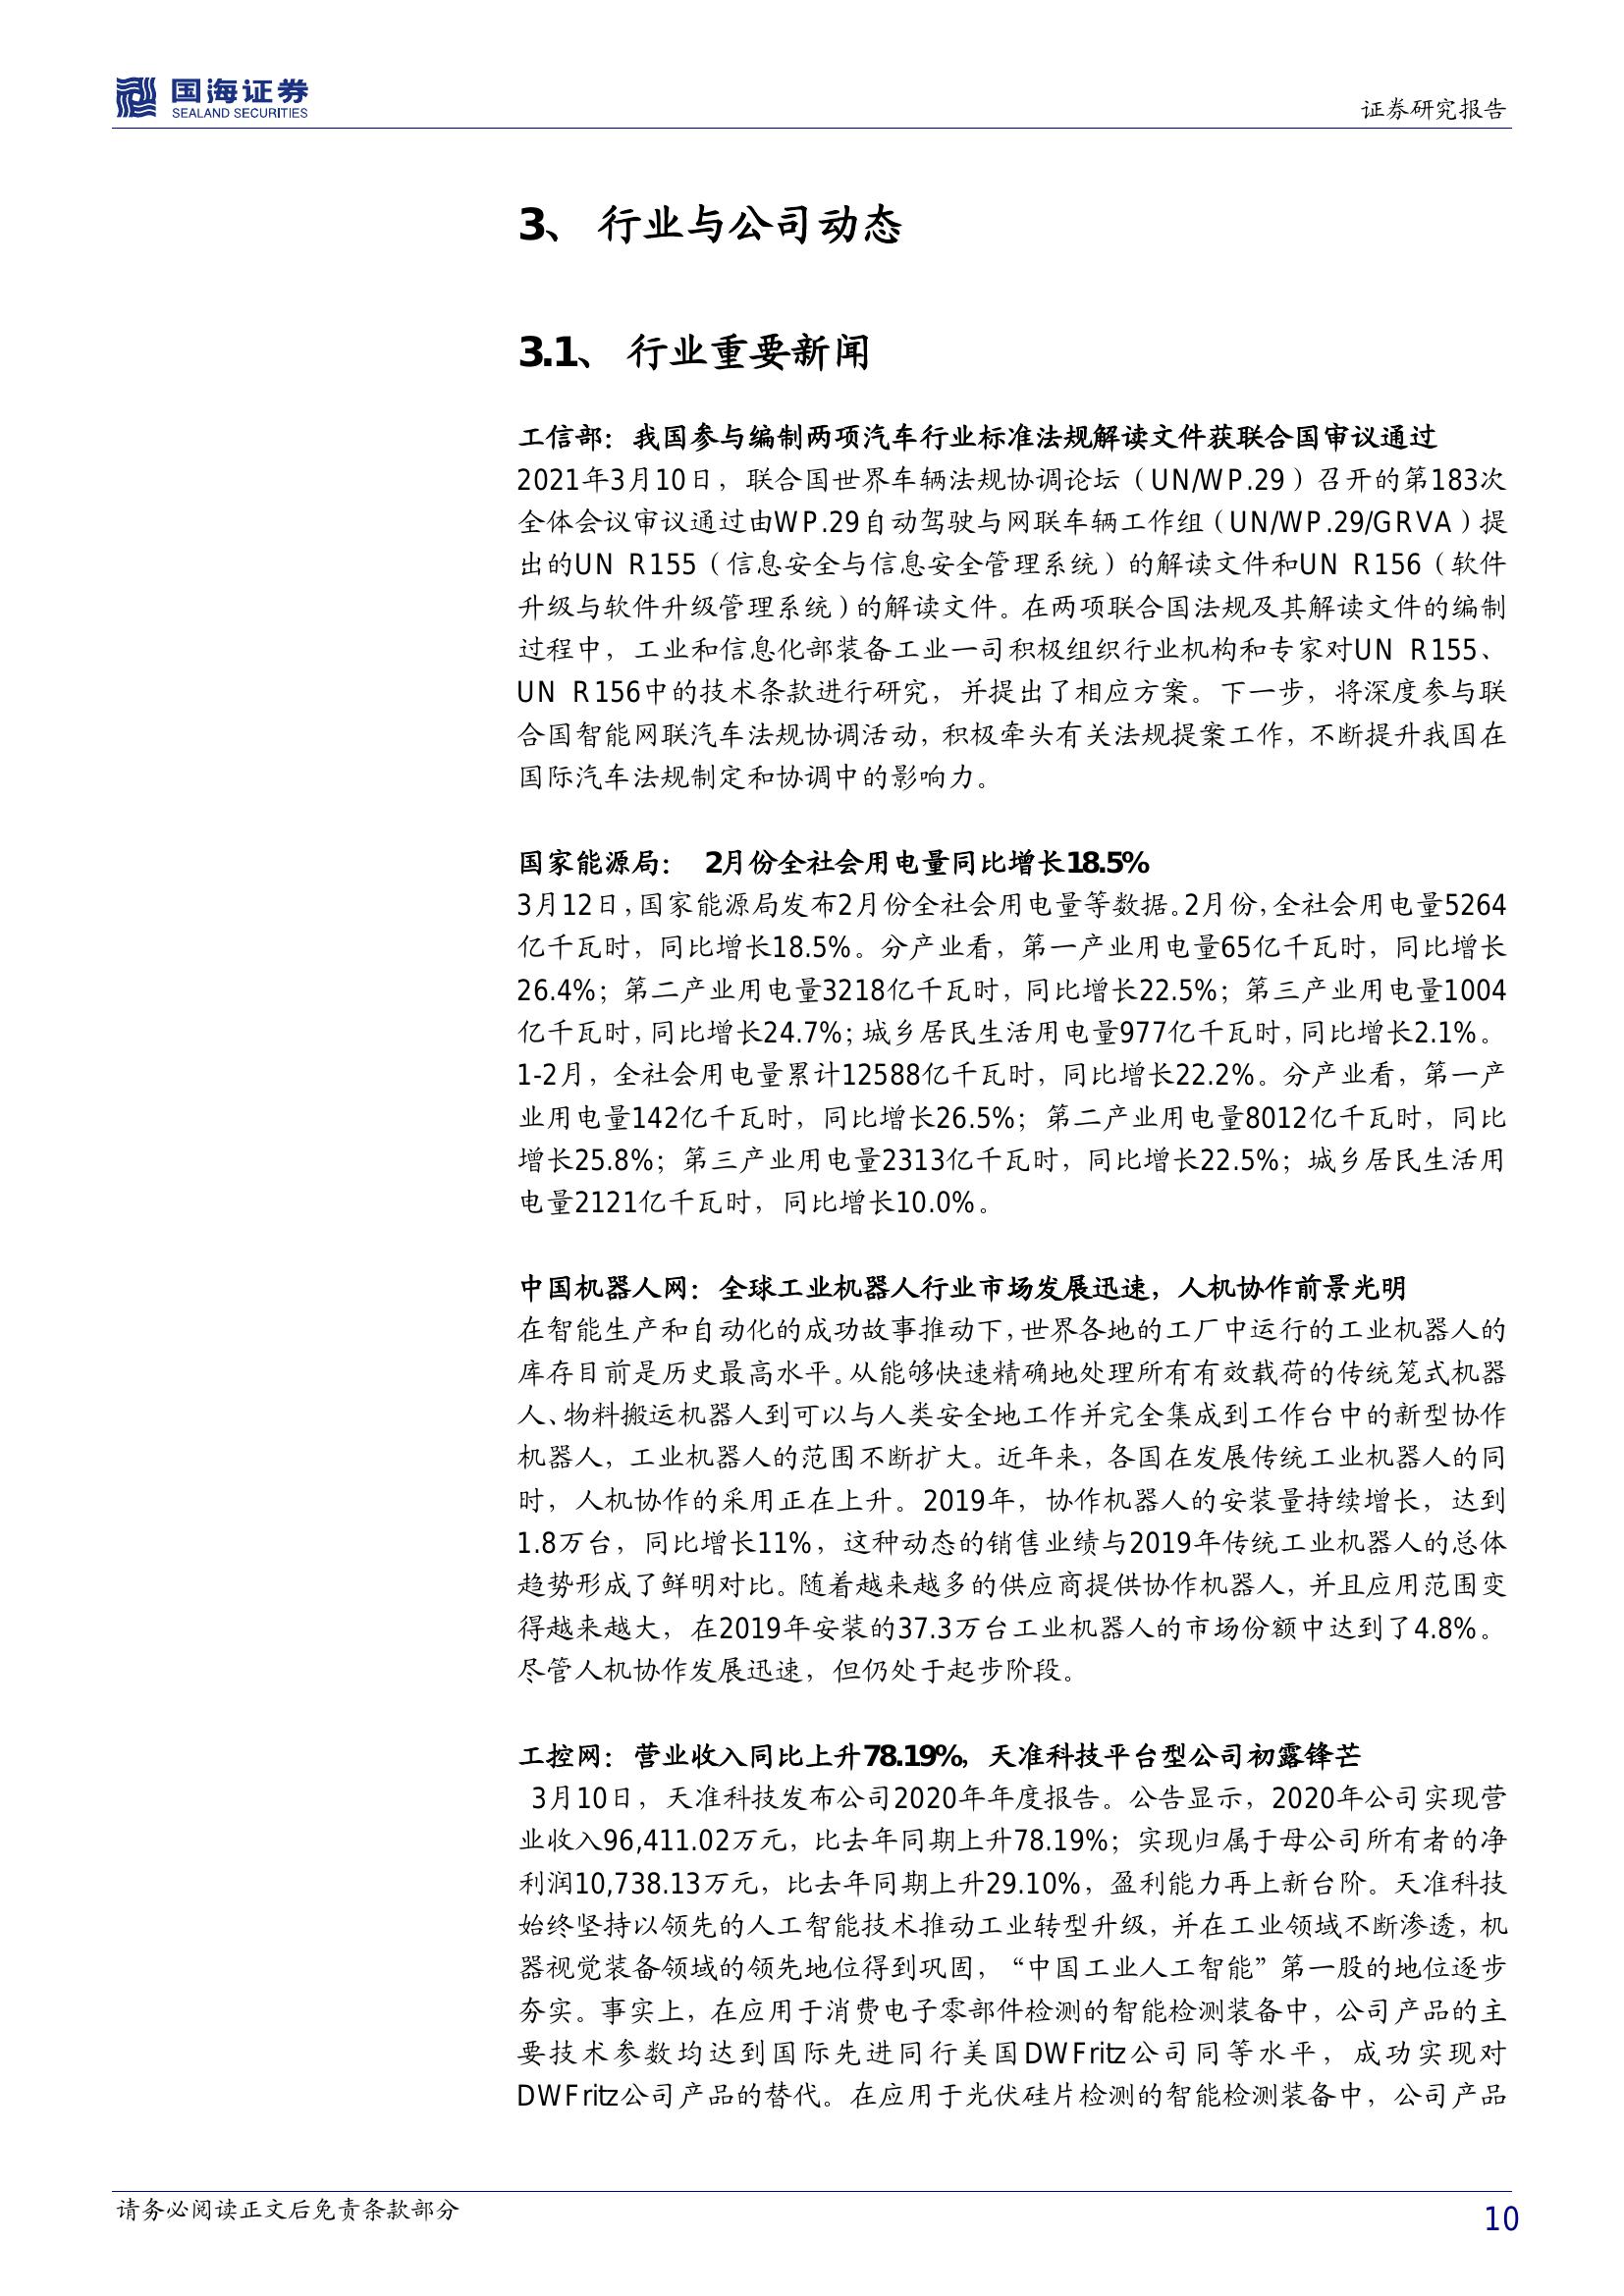 国海证券
SEALAND SECURITIES
证券研究报告
3、 行业与公司动态
3.1、 行业重要新闻
工信部：我国参与编制两项汽车行业标准法规解读文件获联合国审议通过
2021年3月10日，联合国世界车辆法规协调论坛（UN/WP.29）召开的第183次
全体会议审议通过由WP.29自动驾驶与网联车辆工作组（UN/WP.29/GRVA）提
出的UN R155（信息安全与信息安全管理系统）的解读文件和UN R156（软件
升级与软件升级管理系统）的解读文件。在两项联合国法规及其解读文件的编制
过程中，工业和信息化部装备工业一司积极组织行业机构和专家对UN R155、
UN R156中的技术条款进行研究，并提出了相应方案。下一步，将深度参与联
合国智能网联汽车法规协调活动，积极牵头有关法规提案工作，不断提升我国在
国际汽车法规制定和协调中的影响力。
国家能源局： 2月份全社会用电量同比增长18.5%
3月12日，国家能源局发布2月份全社会用电量等数据。2月份，全社会用电量5264
亿千瓦时，同比增长18.5%。分产业看，第一产业用电量65亿千瓦时，同比增长
26.4%；第二产业用电量3218亿千瓦时，同比增长22.5%；第三产业用电量1004
亿千瓦时，同比增长24.7%；城乡居民生活用电量977亿千瓦时，同比增长2.1%。
1-2月，全社会用电量累计12588亿千瓦时，同比增长22.2%。分产业看，第一产
业用电量142亿千瓦时，同比增长26.5%；第二产业用电量8012亿千瓦时，同比
增长25.8%；第三产业用电量2313亿千瓦时，同比增长22.5%；城乡居民生活用
电量2121亿千瓦时，同比增长10.0%。
中国机器人网：全球工业机器人行业市场发展迅速，人机协作前景光明
在智能生产和自动化的成功故事推动下，世界各地的工厂中运行的工业机器人的
库存目前是历史最高水平。从能够快速精确地处理所有有效载荷的传统笼式机器
人、物料搬运机器人到可以与人类安全地工作并完全集成到工作台中的新型协作
机器人，工业机器人的范围不断扩大。近年来，各国在发展传统工业机器人的同
时，人机协作的采用正在上升。2019年，协作机器人的安装量持续增长，达到
1.8万台，同比增长11%，这种动态的销售业绩与2019年传统工业机器人的总体
趋势形成了鲜明对比。随着越来越多的供应商提供协作机器人，并且应用范围变
得越来越大，在2019年安装的37.3万台工业机器人的市场份额中达到了4.8%。
尽管人机协作发展迅速，但仍处于起步阶段。
工控网：营业收入同比上升78.19%，天准科技平台型公司初露锋芒
3月10日，天准科技发布公司2020年年度报告。公告显示，2020年公司实现营
业收入96,411.02万元，比去年同期上升78.19%；实现归属于母公司所有者的净
利润10,738.13万元，比去年同期上升29.10%，盈利能力再上新台阶。天准科技
始终坚持以领先的人工智能技术推动工业转型升级，并在工业领域不断渗透，机
器视觉装备领域的领先地位得到巩固，“中国工业人工智能”第一股的地位逐步
夯实。事实上，在应用于消费电子零部件检测的智能检测装备中，公司产品的主
要技术参数均达到国际先进同行美国DWFritz公司同等水平，成功实现对
DWFritz公司产品的替代。在应用于光伏硅片检测的智能检测装备中，公司产品
请务必阅读正文后免责条款部分
10